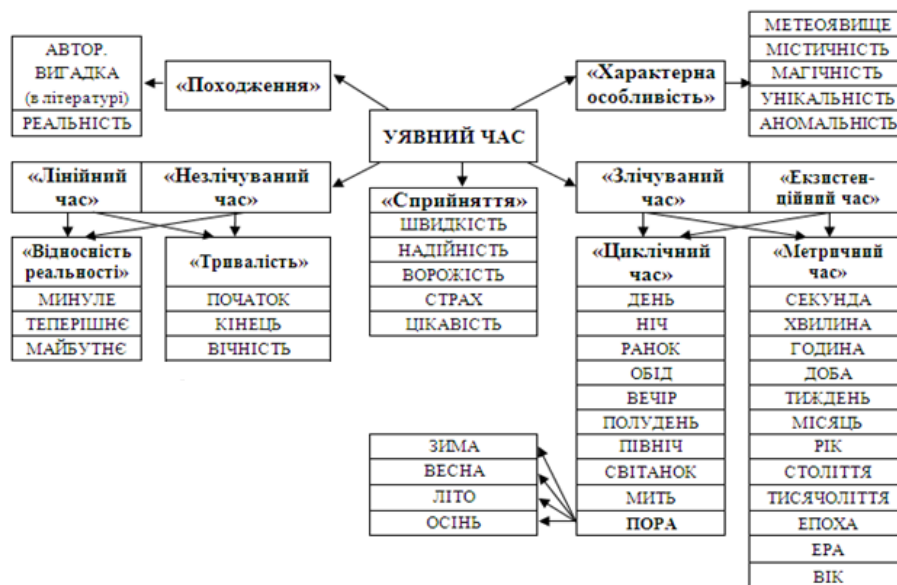 АВТОР.
ВИГАДКА
(в літературі)
РЕАЛЬНІСТЬ
«Походження»
«Характерна
особливість»
МЕТЕОЯВИЩЕ
МІСТИЧНІСТЬ
МАГІЧНІСТЬ
УНІКАЛЬНІСТЬ
АНОМАЛЬНІСТЬ
УЯВНИЙ ЧАС
«Лінійний
час»
«Незлічуваний
час»
«Сприйняття»
ШВИДКІСТЬ
НАДІЙНІСТЬ
ВОРОЖІСТЬ
СТРАХ
ЦІКАВІСТЬ
«Злічуваний
час»
«Екзистен-
ційний час»
«Відносність
реальності»
МИНУЛЕ
ТЕПЕРІШНЄ
МАЙБУТНЄ
«Тривалість»
ПОЧАТОК
КІНЕЦЬ
ВІЧНІСТЬ
«Циклічний
час»
ДЕНЬ
НІЧ
РАНОК
ОБІД
ВЕЧІР
ПОЛУДЕНЬ
ПІВНІЧ
СВІТАНОК
МИТЬ
ПОРА
«Метричний
час»
СЕКУНДА
ХВИЛИНА
ГОДИНА
ДОБА
ТИЖДЕНЬ
МІСЯЦЬ
РІК
СТОЛІТТЯ
ТИСЯЧОЛІТТЯ
ЕПОХА
ЕРА
ВІК
ЗИМА
ВЕСНА
ЛІТО
ОСІНЬ